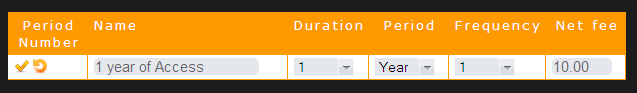 Period Number Name Duration Period Frequency Net fee
1 year of Access 1 Year 1 10.00